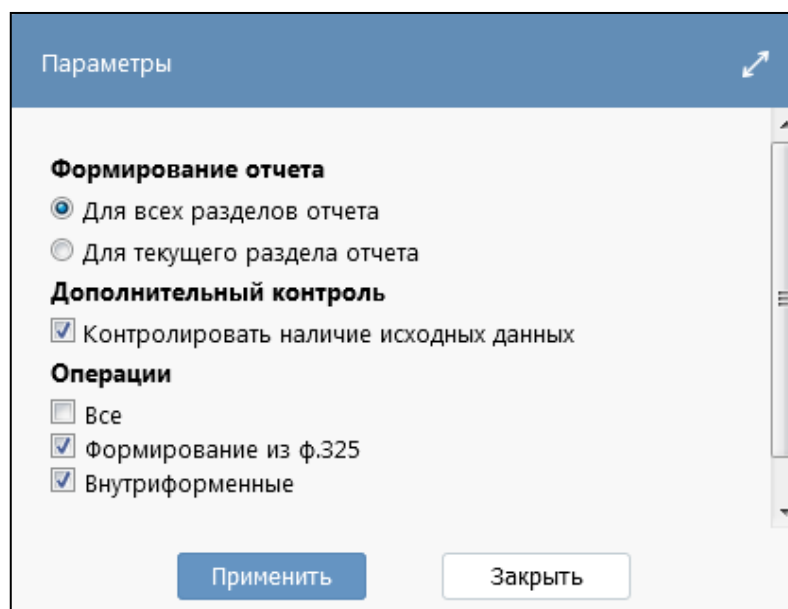 Параметры
Формирование отчета
Для всех разделов отчета
Для текущего раздела отчета
Дополнительный контроль
Контролировать наличие исходных данных
Операции
Все
Формирование из ф.325
Внутриформенные
Применить Закрыть